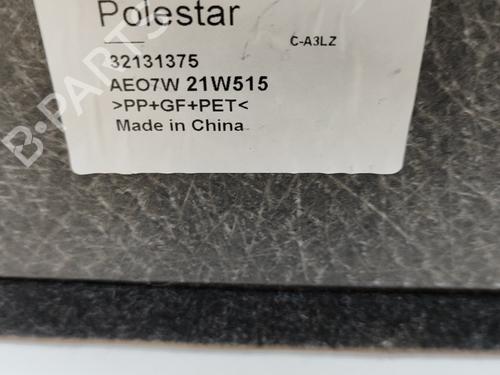 Polestar
C-A3LZ
32131375
AEO7W 21W515
>PP+GF+PET<
Made in China
B-PARTS